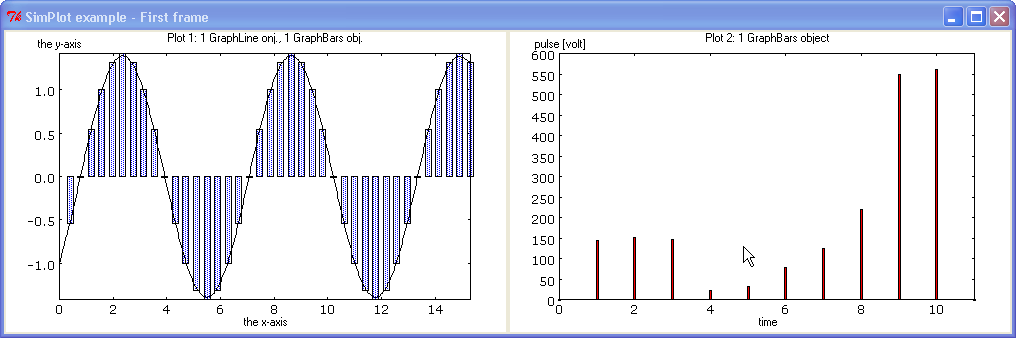 SimPlot example - First frame
Plot 1: 1 GraphLine onj., 1 GraphBars obj.
the y-axis
1.0
0.5
0.0
-0.5
-1.0
0 2 4 6 8 10 12 14
the x-axis
Plot 2: 1 GraphBars object
pulse [volt]
600
550
500
450
400
350
300
250
200
150
100
50
0
0 2 4 6 8 10
time